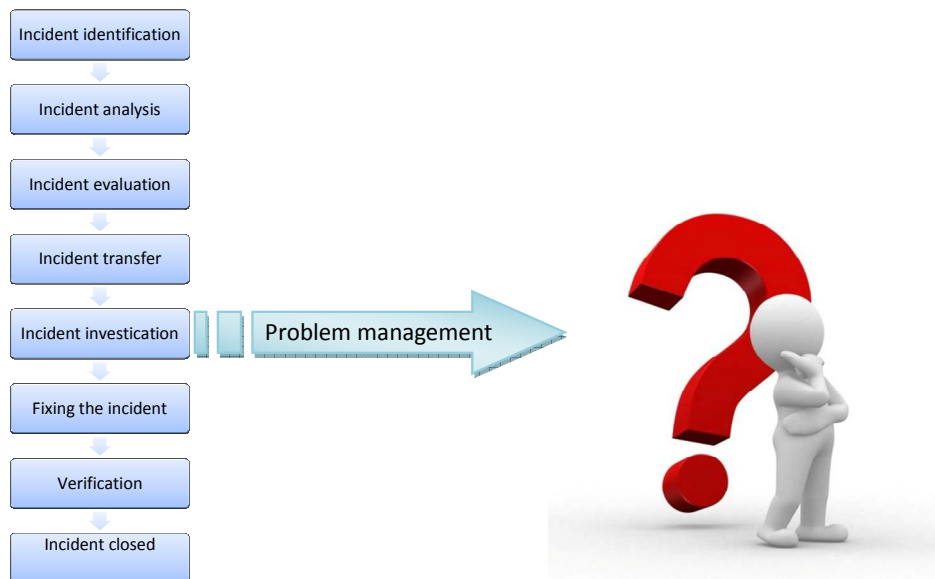 Incident identification
Incident analysis
Incident evaluation
Incident transfer
Incident investication
Problem management
Fixing the incident
Verification
Incident closed